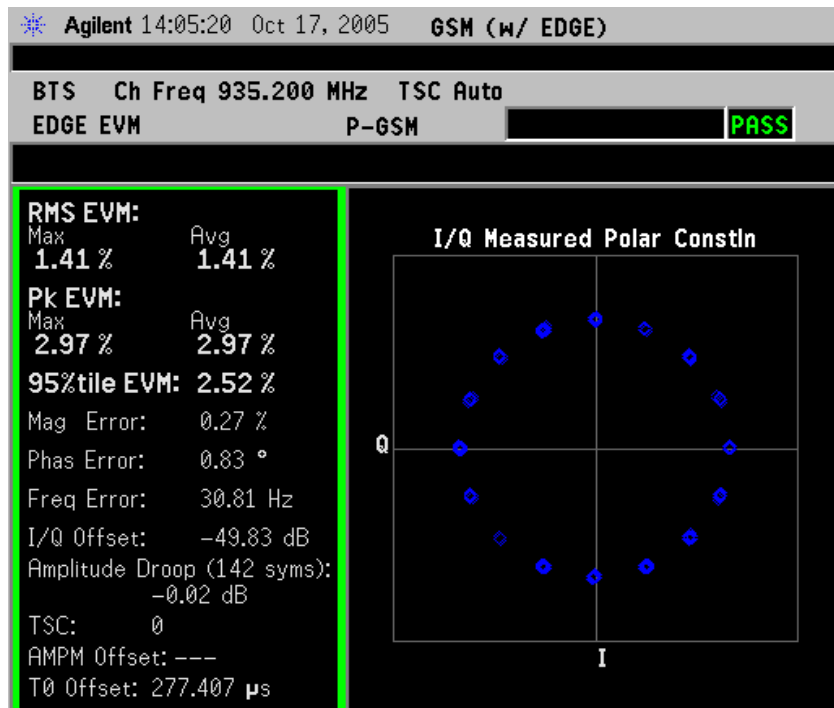 Agilent 14:05:20 Oct 17, 2005 GSM (w/ EDGE)
BTS Ch Freq 935.200 MHz TSC Auto
EDGE EVM P-GSM PASS
RMS EVM:
Max Avg
1.41 % 1.41 %
Pk EVM:
Max Avg
2.97 % 2.97 %
95%tile EVM: 2.52 %
Mag Error: 0.27 %
Phas Error: 0.83 °
Freq Error: 30.81 Hz
I/Q Offset: -49.83 dB
Amplitude Droop (142 syms):
-0.02 dB
TSC: 0
AMPM Offset: ---
T0 Offset: 277.407 µs
I/Q Measured Polar Constln
Q
I